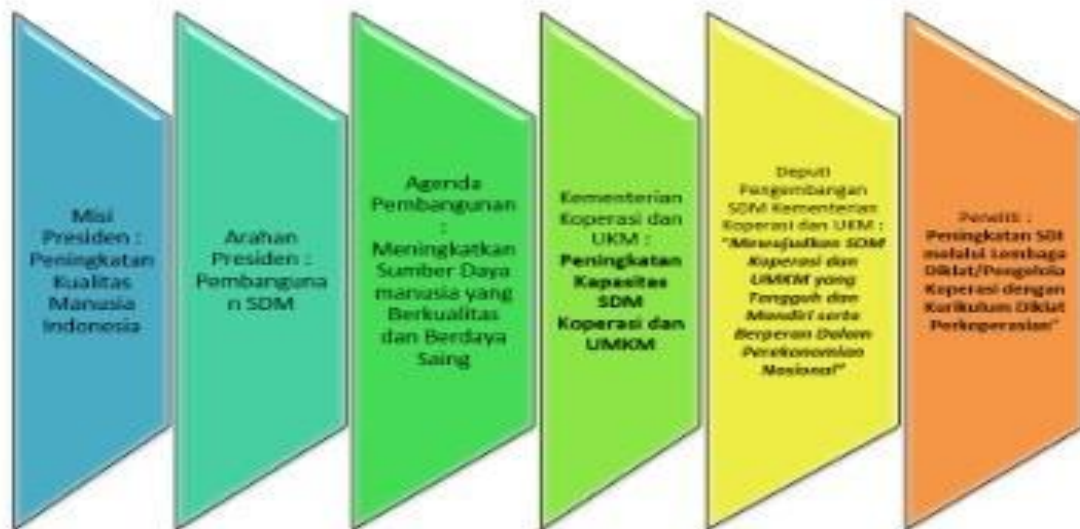 Misi
Presiden :
Peningkatan
Kualitas
Manusia
Indonesia
Arahan
Presiden :
Pembanguna
n SDM
Agenda
Pembangunan
:
Meningkatkan
Sumber Daya
manusia yang
Berkualitas
dan Berdaya
Saing
Kementerian
Koperasi dan
UKM :
Peningkatan
Kapasitas
SDM
Koperasi dan
UMKM
Deputi
Pengembangan
SDM Kementerian
Koperasi dan UKM :
"Mewujudkan SDM
Koperasi dan
UMKM yang
Tangguh dan
Mandiri serta
Berperan Dalam
Perekonomian
Nasional"
Peneliti :
Peningkatan
melalui Lembaga
Diklat/Pengelola
Koperasi dengan
Kurikulum Diklat
Perkoperasian"